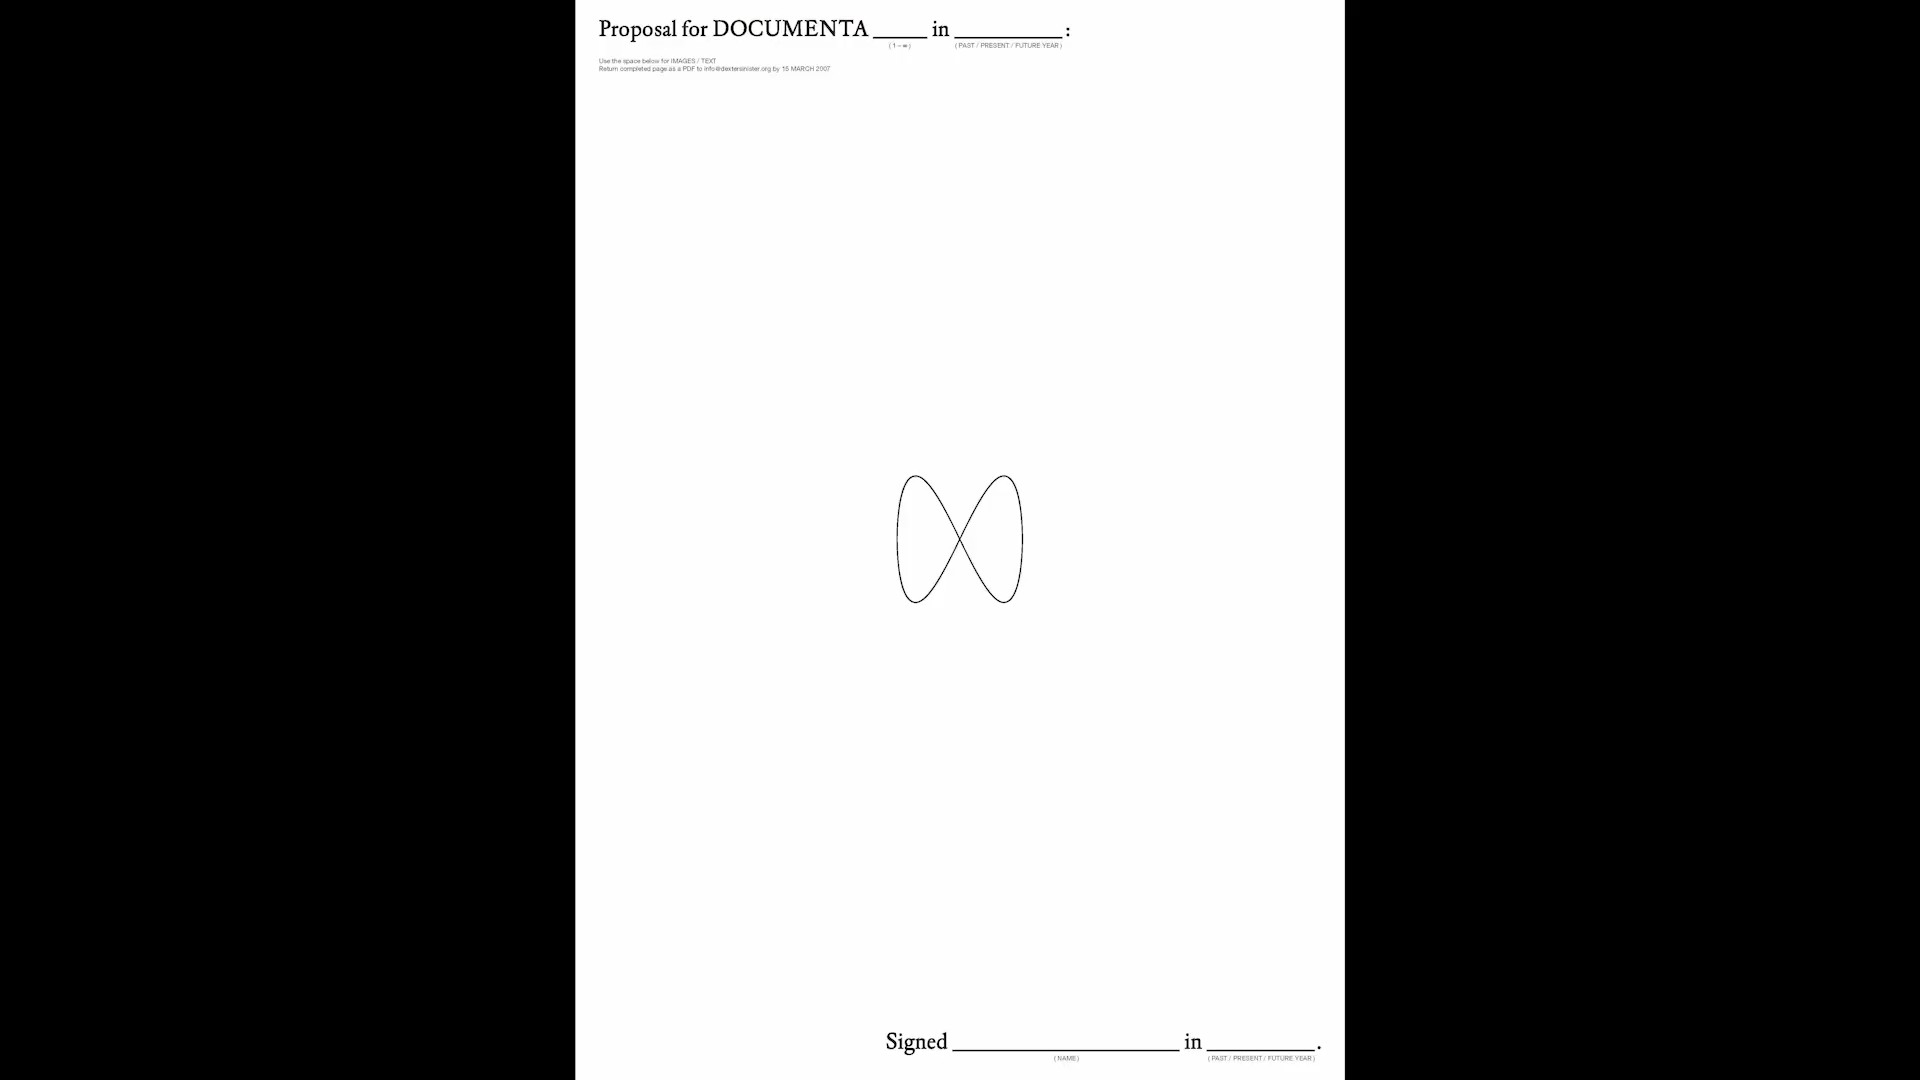 Proposal for DOCUMENTA _____ in __________ :
( 1 – ∞ ) ( PAST / PRESENT / FUTURE YEAR )
Use the space below for IMAGES / TEXT
Return completed page as a PDF to info@dextersinister.org by 15 MARCH 2007
Signed _____________________ in __________ .
( NAME ) ( PAST / PRESENT / FUTURE YEAR )